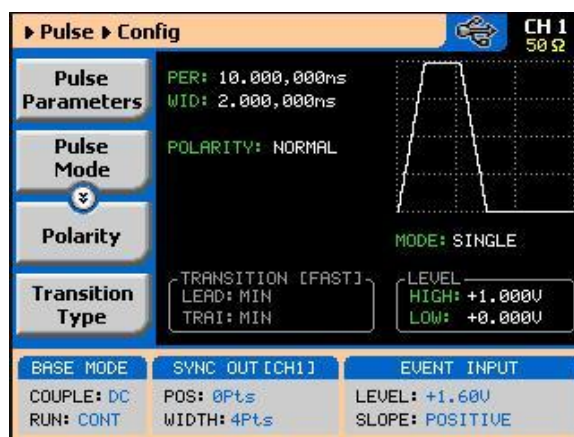 Pulse Config
CH 1
50 Ω
Pulse
Parameters
PER: 10.000,000ns
WID: 2.000,000ns
Pulse
Mode
POLARITY: NORMAL
Polarity
MODE: SINGLE
Transition
Type
TRANSITION [FAST]
LEAD: MIN
TRAI: MIN
LEVEL
HIGH: +1.000V
LOW: +0.000V
BASE MODE
COUPLE: DC
RUN: CONT
SYNC OUT [CH1]
POS: 0Pts
WIDTH: 4Pts
EVENT INPUT
LEVEL: +1.60V
SLOPE: POSITIVE